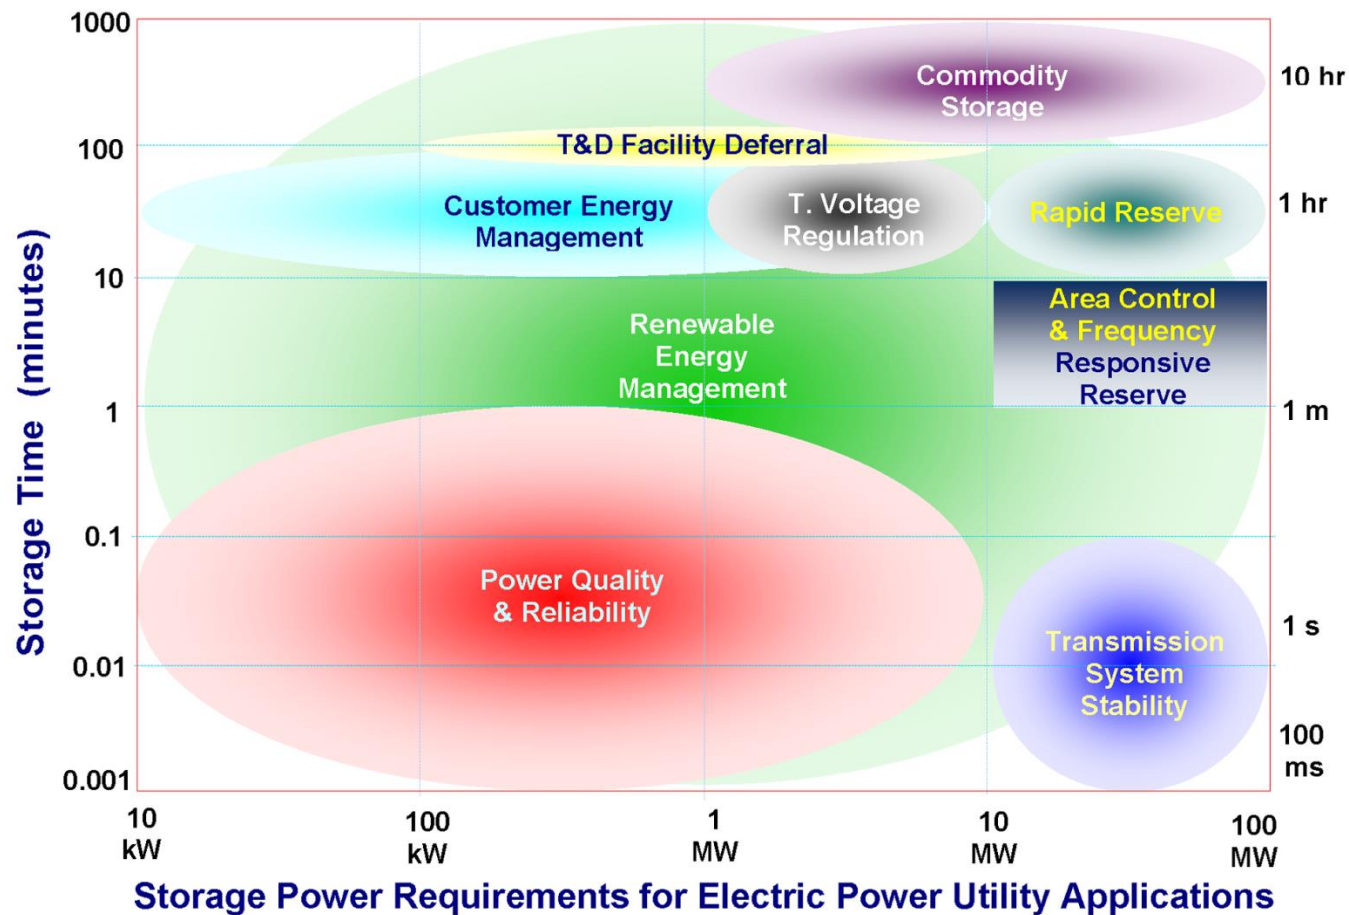 1000
100
10
1
0.1
0.01
0.001
Storage Time (minutes)
Commodity
Storage
T&D Facility Deferral
Customer Energy
Management
T. Voltage
Regulation
Rapid Reserve
Area Control
& Frequency
Responsive
Reserve
Renewable
Energy
Management
Power Quality
& Reliability
Transmission
System
Stability
10 hr
1 hr
1 m
1 s
100
ms
10
kW
100
kW
1
MW
10
MW
100
MW
Storage Power Requirements for Electric Power Utility Applications